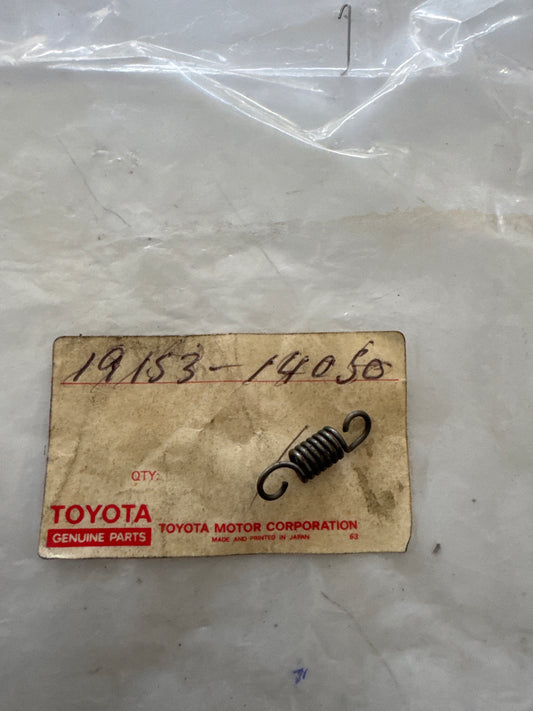 19153-14050
QTY:
TOYOTA
GENUINE PARTS
TOYOTA MOTOR CORPORATION
MADE AND PRINTED IN JAPAN 63